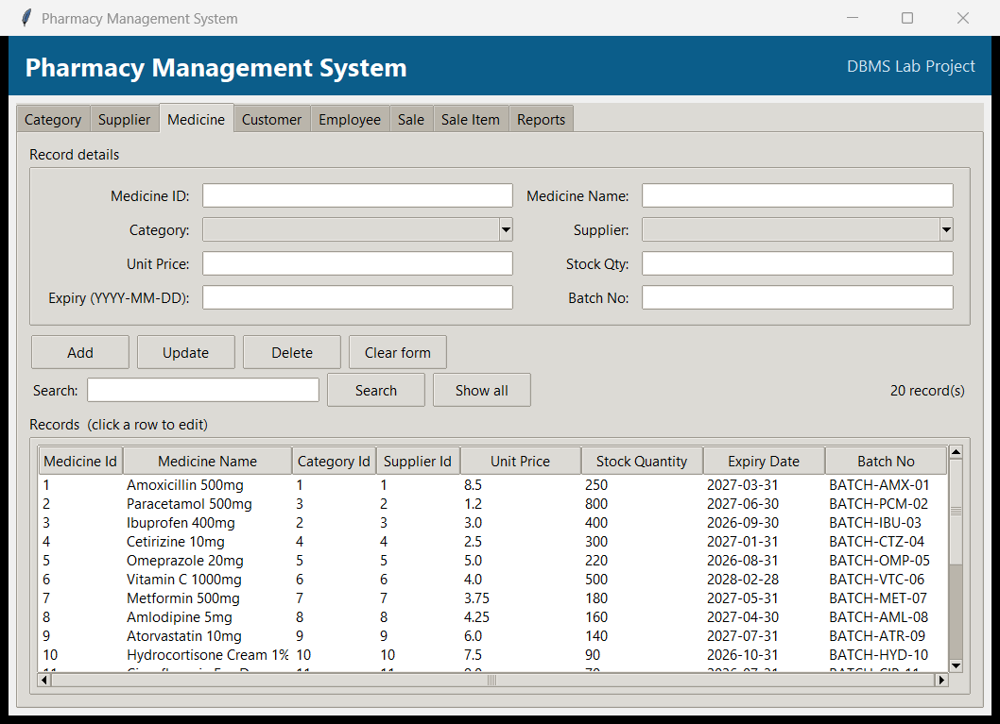 Pharmacy Management System
Pharmacy Management System DBMS Lab Project
Category Supplier Medicine Customer Employee Sale Sale Item Reports
Record details
Medicine ID: Medicine Name:
Category: Supplier:
Unit Price: Stock Qty:
Expiry (YYYY-MM-DD): Batch No:
Add Update Delete Clear form
Search: Search Show all 20 record(s)
Records (click a row to edit)
Medicine Id Medicine Name Category Id Supplier Id Unit Price Stock Quantity Expiry Date Batch No
1 Amoxicillin 500mg 1 1 8.5 250 2027-03-31 BATCH-AMX-01
2 Paracetamol 500mg 3 2 1.2 800 2027-06-30 BATCH-PCM-02
3 Ibuprofen 400mg 2 3 3.0 400 2026-09-30 BATCH-IBU-03
4 Cetirizine 10mg 4 4 2.5 300 2027-01-31 BATCH-CTZ-04
5 Omeprazole 20mg 5 5 5.0 220 2026-08-31 BATCH-OMP-05
6 Vitamin C 1000mg 6 6 4.0 500 2028-02-28 BATCH-VTC-06
7 Metformin 500mg 7 7 3.75 180 2027-05-31 BATCH-MET-07
8 Amlodipine 5mg 8 8 4.25 160 2027-04-30 BATCH-AML-08
9 Atorvastatin 10mg 9 9 6.0 140 2027-07-31 BATCH-ATR-09
10 Hydrocortisone Cream 1% 10 10 7.5 90 2026-10-31 BATCH-HYD-10